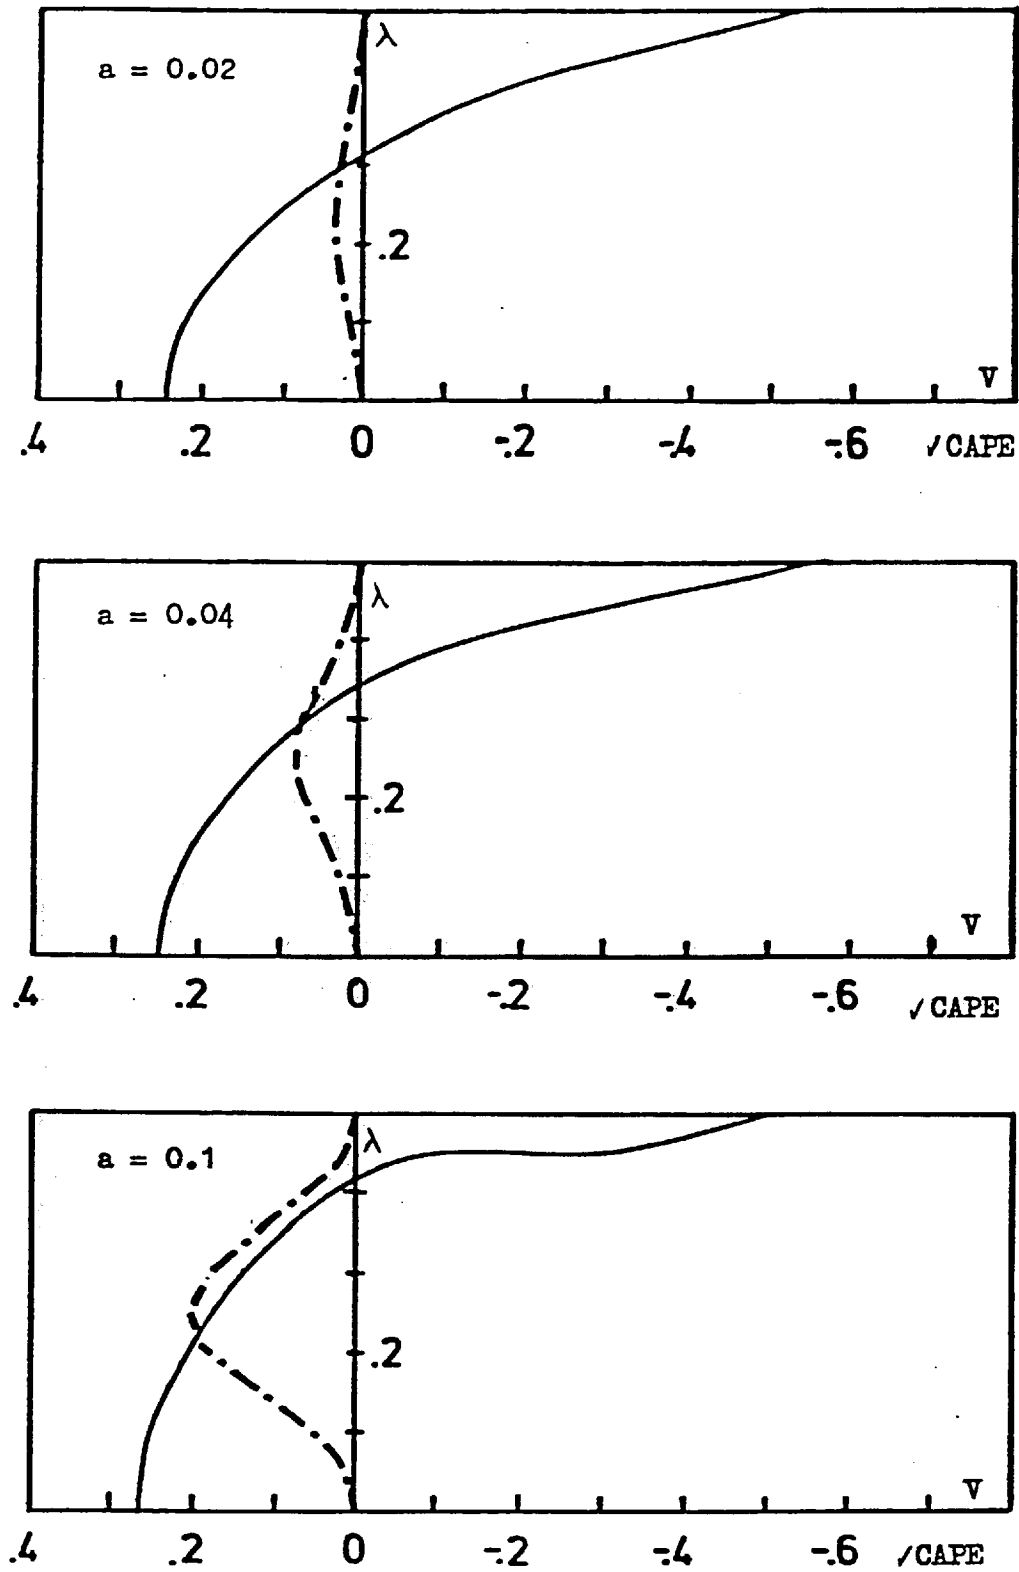 λ
a = 0.02
.2
V
.4 .2 0 -.2 -.4 -.6 √CAPE
λ
a = 0.04
.2
V
.4 .2 0 -.2 -.4 -.6 √CAPE
λ
a = 0.1
.2
V
.4 .2 0 -.2 -.4 -.6 √CAPE